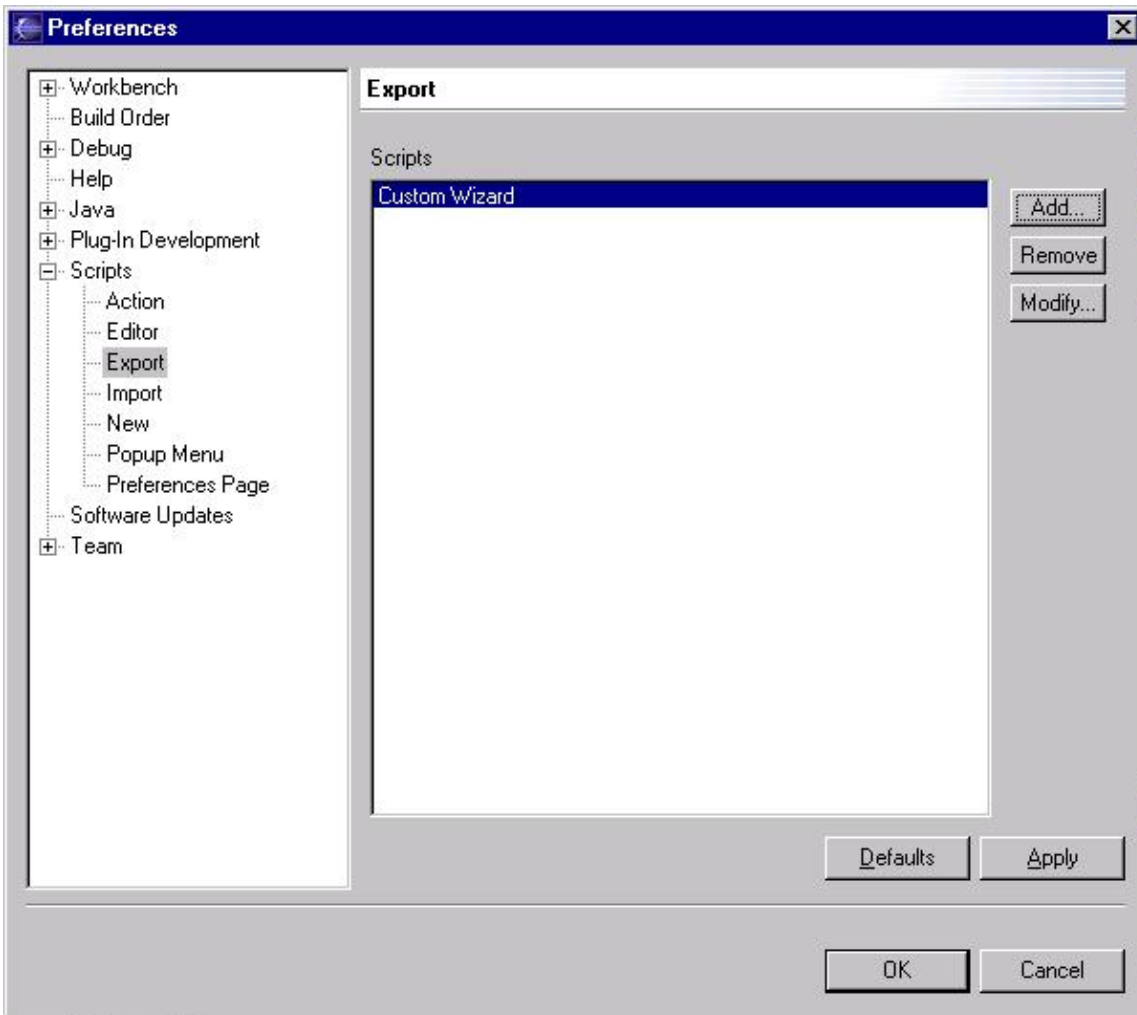 Preferences
Workbench
Build Order
Debug
Help
Java
Plug-In Development
Scripts
Action
Editor
Export
Import
New
Popup Menu
Preferences Page
Software Updates
Team
Export
Scripts
Custom Wizard
Add...
Remove
Modify...
Defaults
Apply
OK
Cancel